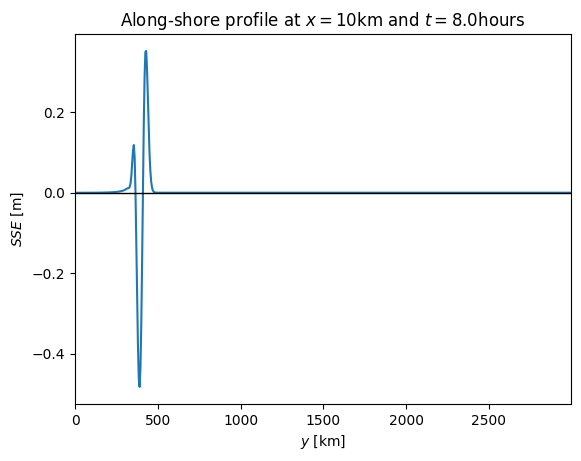 Along-shore profile at x = 10km and t = 8.0hours
SSE [m]
0.2
0.0
−0.2
−0.4
0 500 1000 1500 2000 2500
y [km]